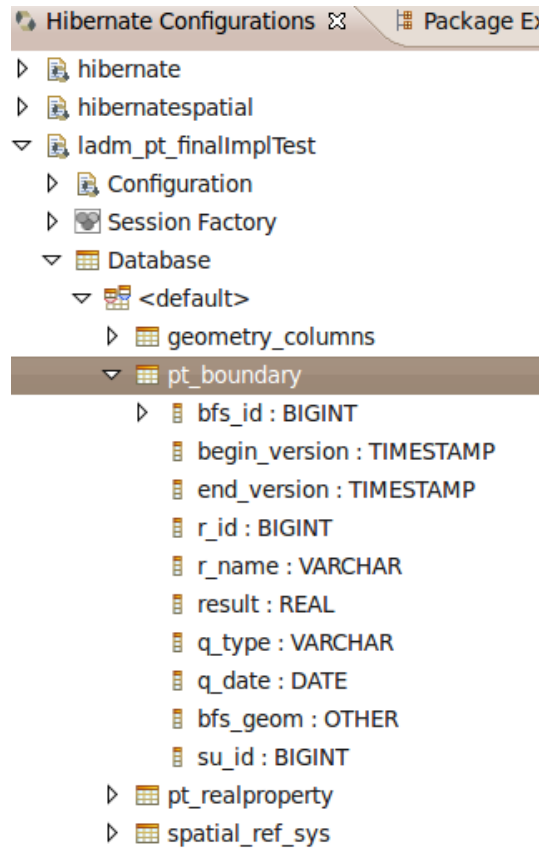 Hibernate Configurations Package Ex
hibernate
hibernatespatial
ladm_pt_finalImplTest
Configuration
Session Factory
Database
<default>
geometry_columns
pt_boundary
bfs_id : BIGINT
begin_version : TIMESTAMP
end_version : TIMESTAMP
r_id : BIGINT
r_name : VARCHAR
result : REAL
q_type : VARCHAR
q_date : DATE
bfs_geom : OTHER
su_id : BIGINT
pt_realproperty
spatial_ref_sys